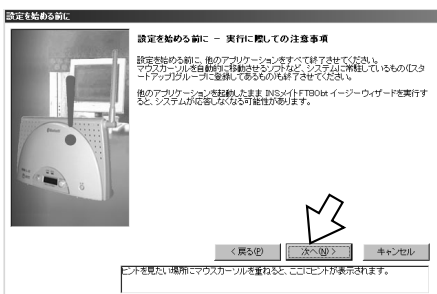 設定を始める前に
設定を始める前に － 実行に際しての注意事項
設定を始める前に、他のアプリケーションをすべて終了させてください。
マウスカーソルを自動的に移動させるソフトなど、システムに常駐しているもの([スタ
ートアップ]グループに登録してあるもの)も終了させてください。
他のアプリケーションを起動したまま INSメイトFT80bt イージーウィザードを実行す
ると、システムが応答しなくなる可能性があります。
< 戻る(P)
次へ(N) >
キャンセル
ヒントを見たい場所にマウスカーソルを重ねると、ここにヒントが表示されます。